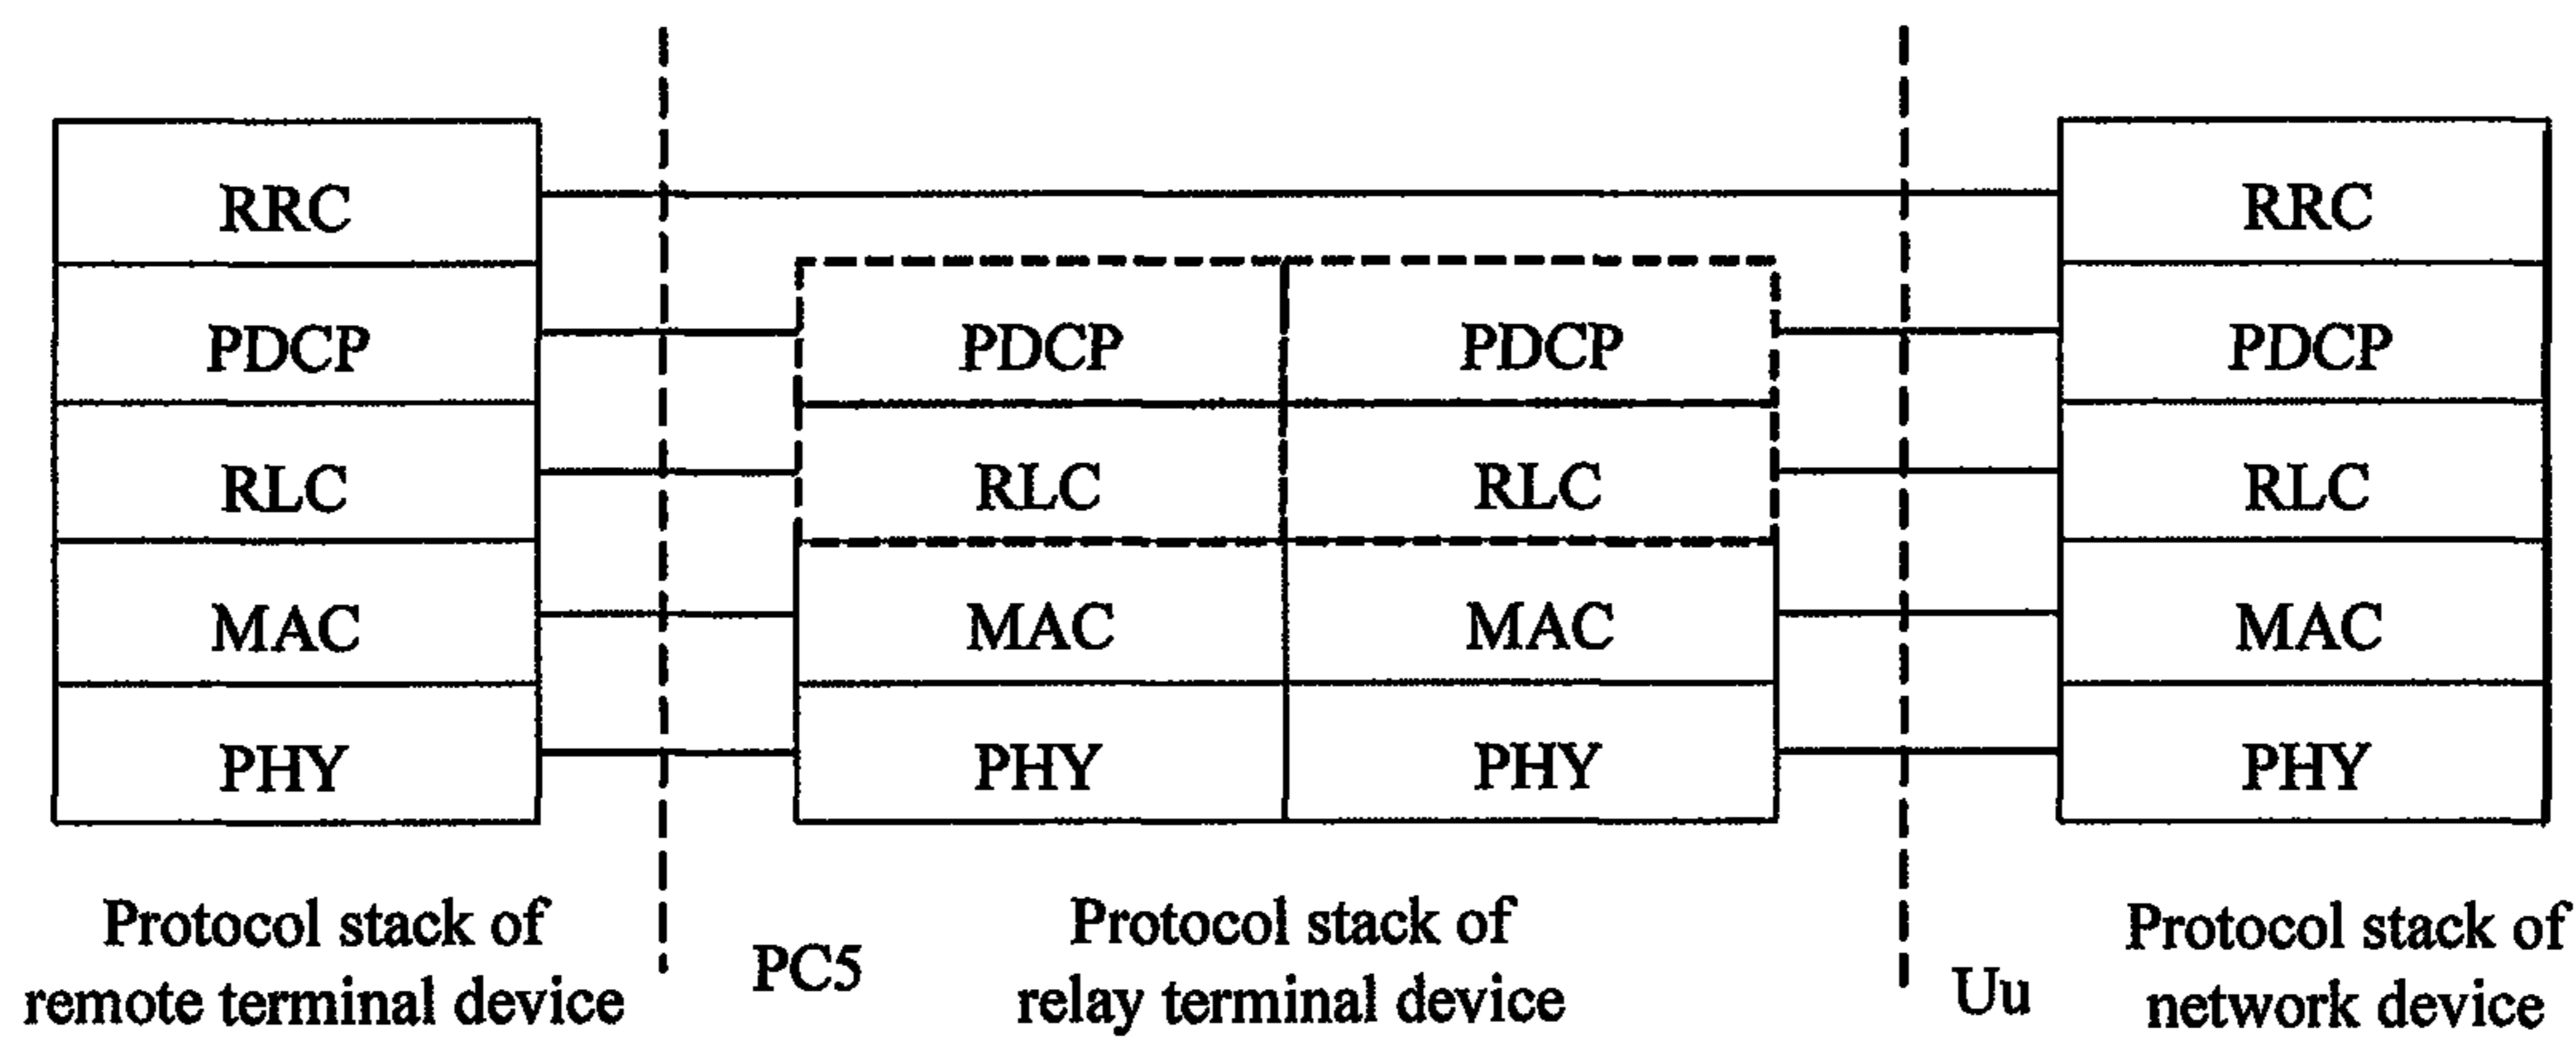 RRC
RRC
PDCP
PDCP
PDCP
PDCP
RLC
RLC
RLC
RLC
MAC
MAC
MAC
MAC
PHY
PHY
PHY
PHY
Protocol stack of
remote terminal device
PC5
Protocol stack of
relay terminal device
Uu
Protocol stack of
network device